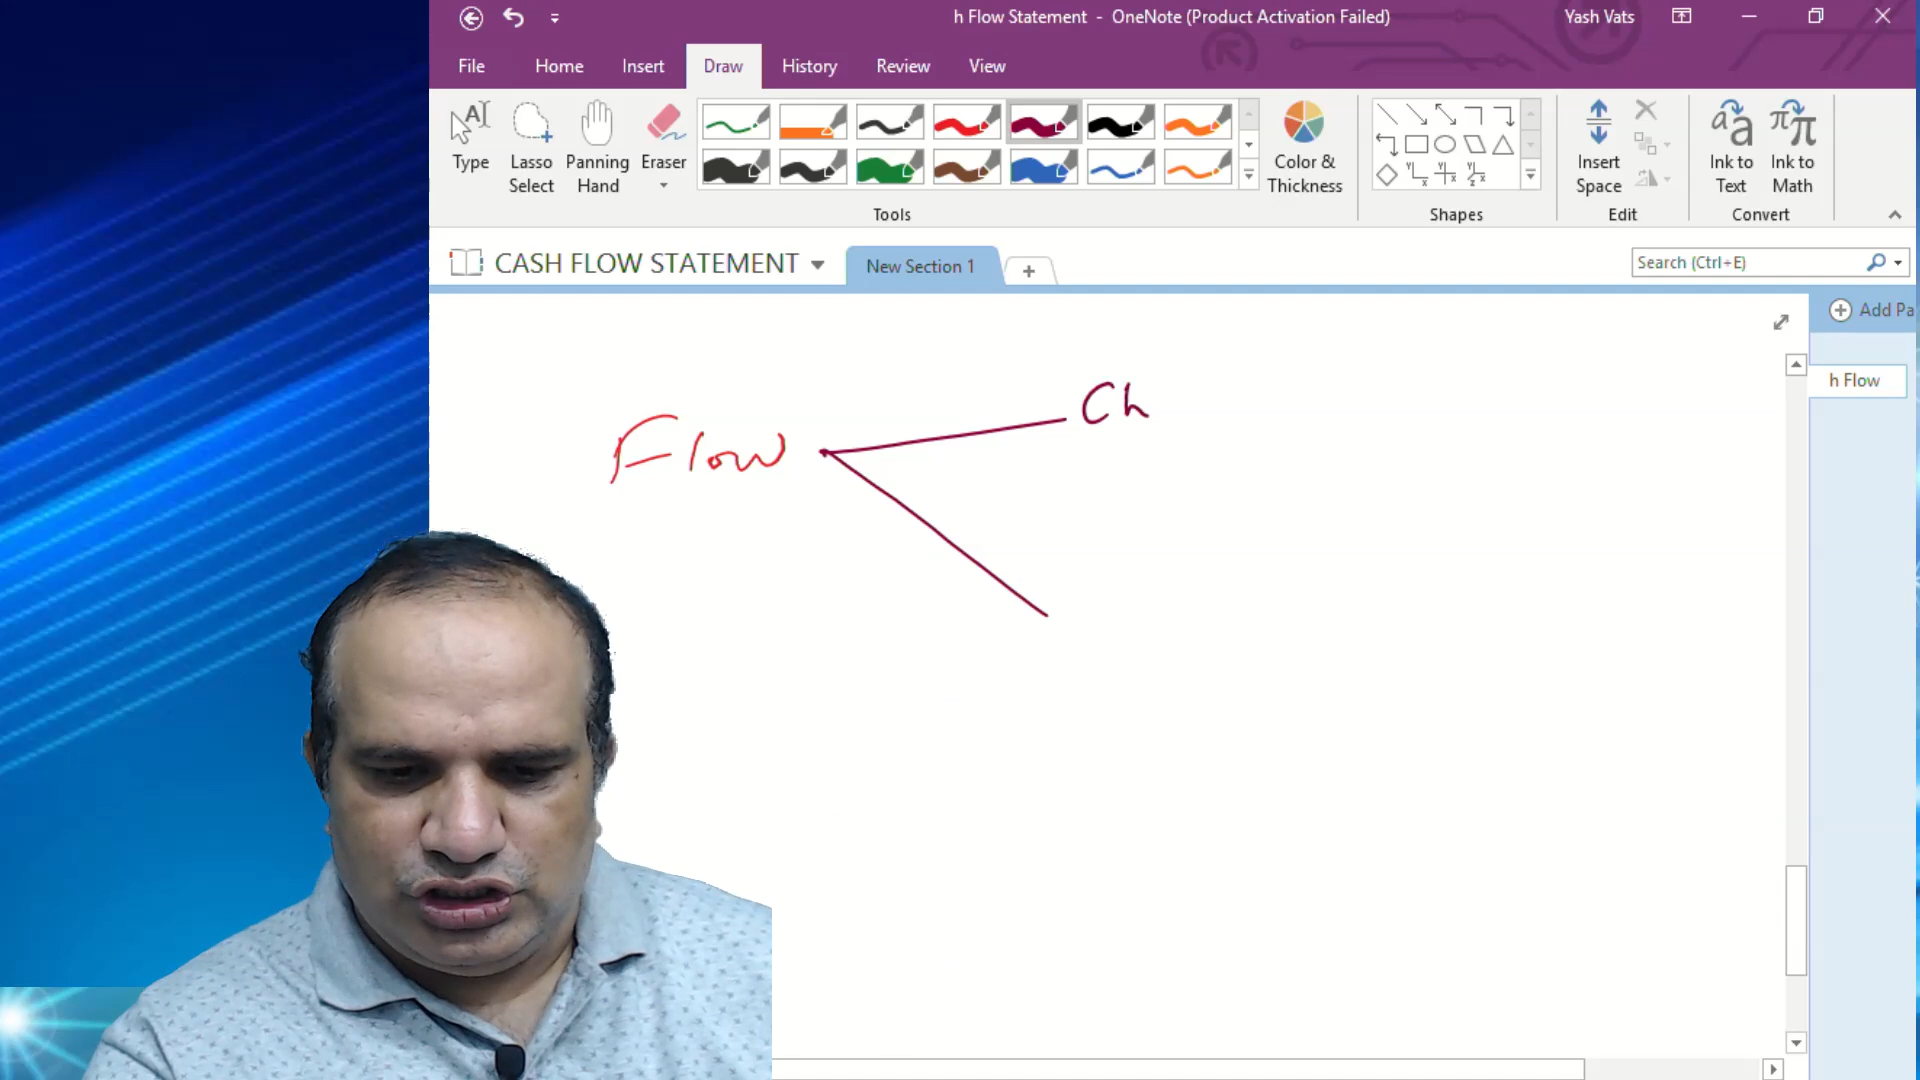 h Flow Statement - OneNote (Product Activation Failed)
Yash Vats
File Home Insert Draw History Review View
Type
Lasso Select
Panning Hand
Eraser
Color & Thickness
Insert Space
Ink to Text
Ink to Math
Tools
Shapes
Edit
Convert
CASH FLOW STATEMENT
New Section 1
Search (Ctrl+E)
Add Pa
h Flow
Ch
Flow